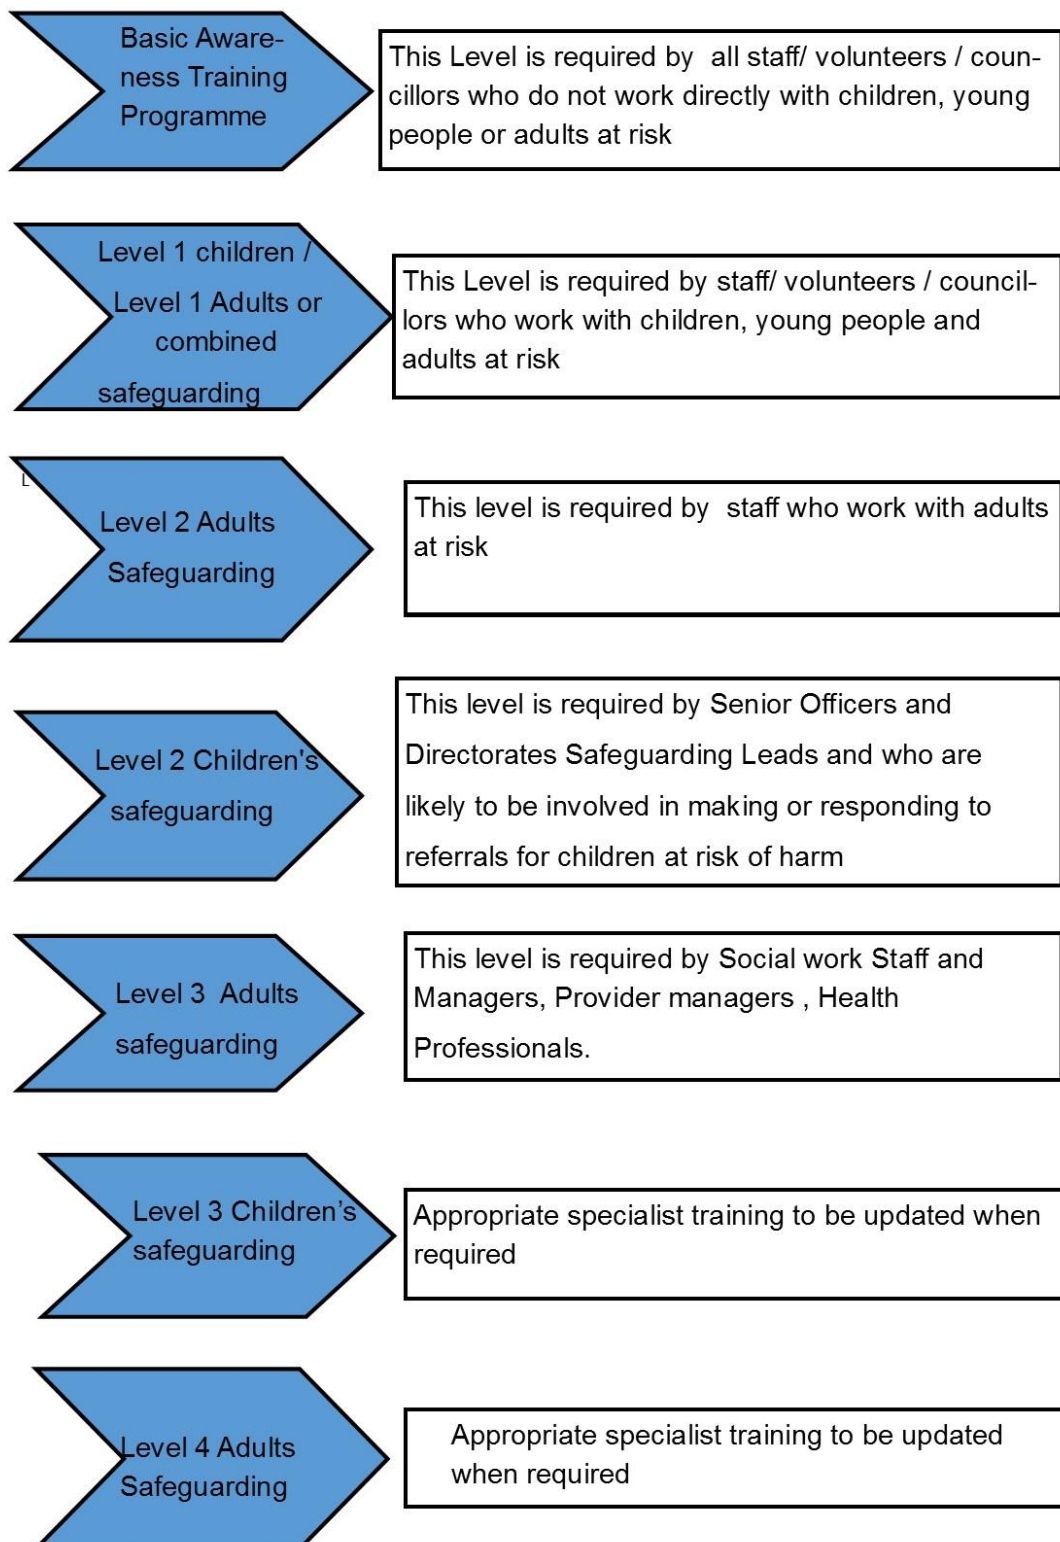 Basic Aware-
ness Training
Programme
This Level is required by  all staff/ volunteers / coun-
cillors who do not work directly with children, young
people or adults at risk
Level 1 children /
Level 1 Adults or
combined
safeguarding
This Level is required by staff/ volunteers / council-
lors who work with children, young people and
adults at risk
L
Level 2 Adults
Safeguarding
This level is required by  staff who work with adults
at risk
Level 2 Children's
safeguarding
This level is required by Senior Officers and
Directorates Safeguarding Leads and who are
likely to be involved in making or responding to
referrals for children at risk of harm
Level 3  Adults
safeguarding
This level is required by Social work Staff and
Managers, Provider managers , Health
Professionals.
Level 3 Children’s
safeguarding
Appropriate specialist training to be updated when
required
Level 4 Adults
Safeguarding
Appropriate specialist training to be updated
when required